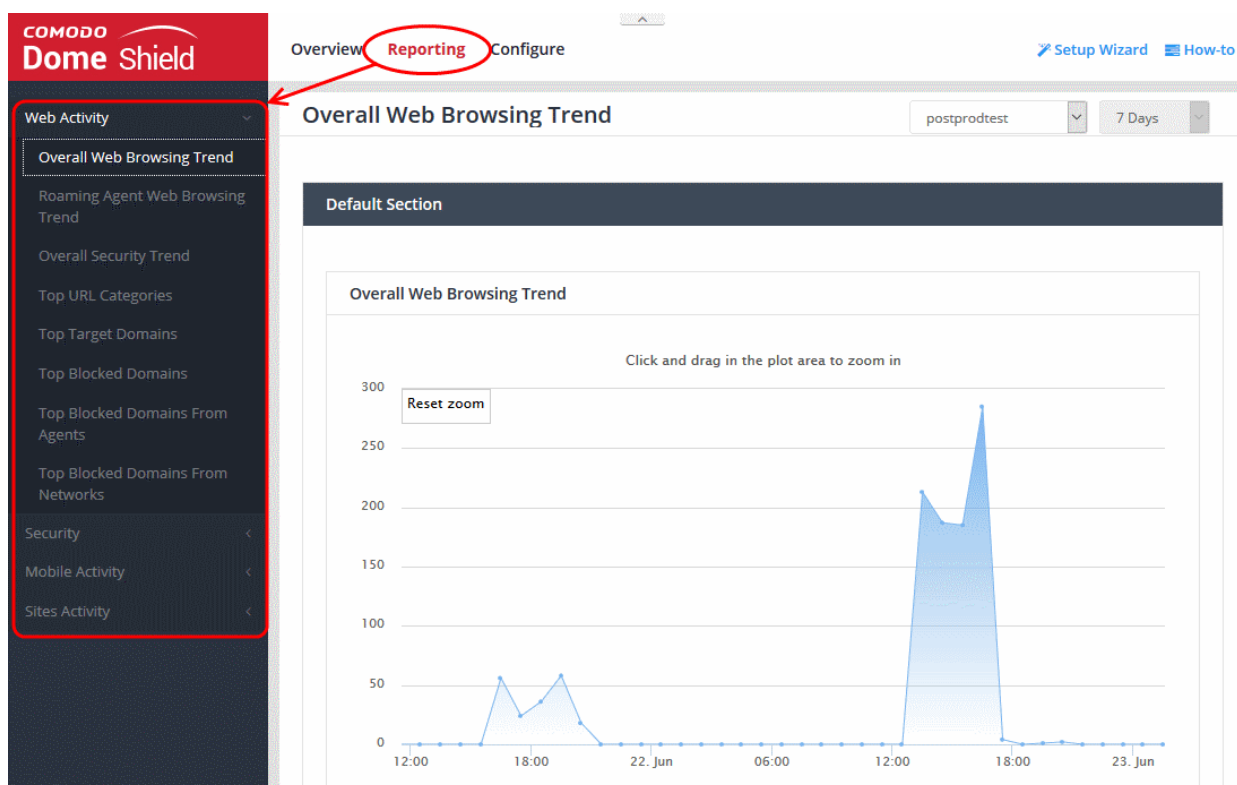 COMODO
Dome Shield
Overview Reporting Configure
Setup Wizard How-to
Web Activity
Overall Web Browsing Trend
Roaming Agent Web Browsing
Trend
Overall Security Trend
Top URL Categories
Top Target Domains
Top Blocked Domains
Top Blocked Domains From
Agents
Top Blocked Domains From
Networks
Security
Mobile Activity
Sites Activity
Overall Web Browsing Trend
postprodtest
7 Days
Default Section
Overall Web Browsing Trend
Click and drag in the plot area to zoom in
Reset zoom
300
250
200
150
100
50
0
12:00 18:00 22. Jun 06:00 12:00 18:00 23. Jun